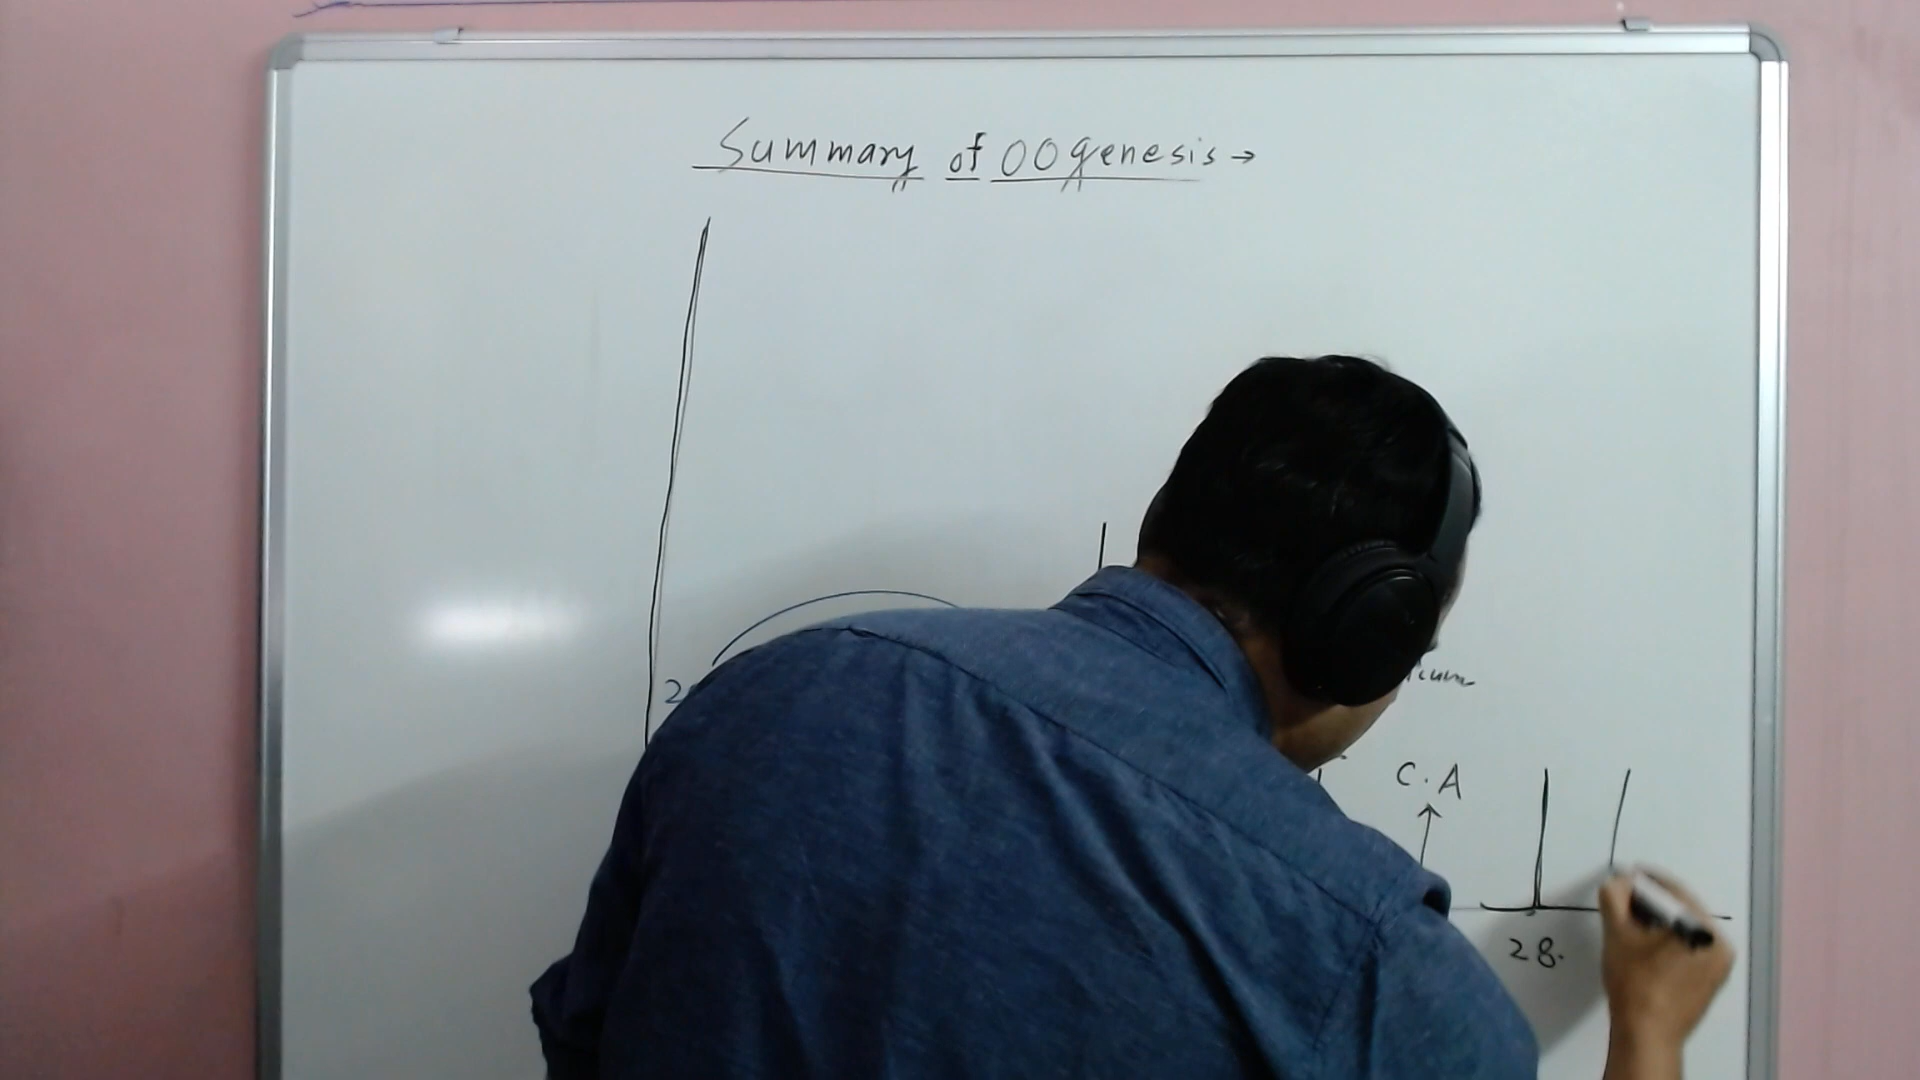 Summary of OOgenesis →
C.A
28.